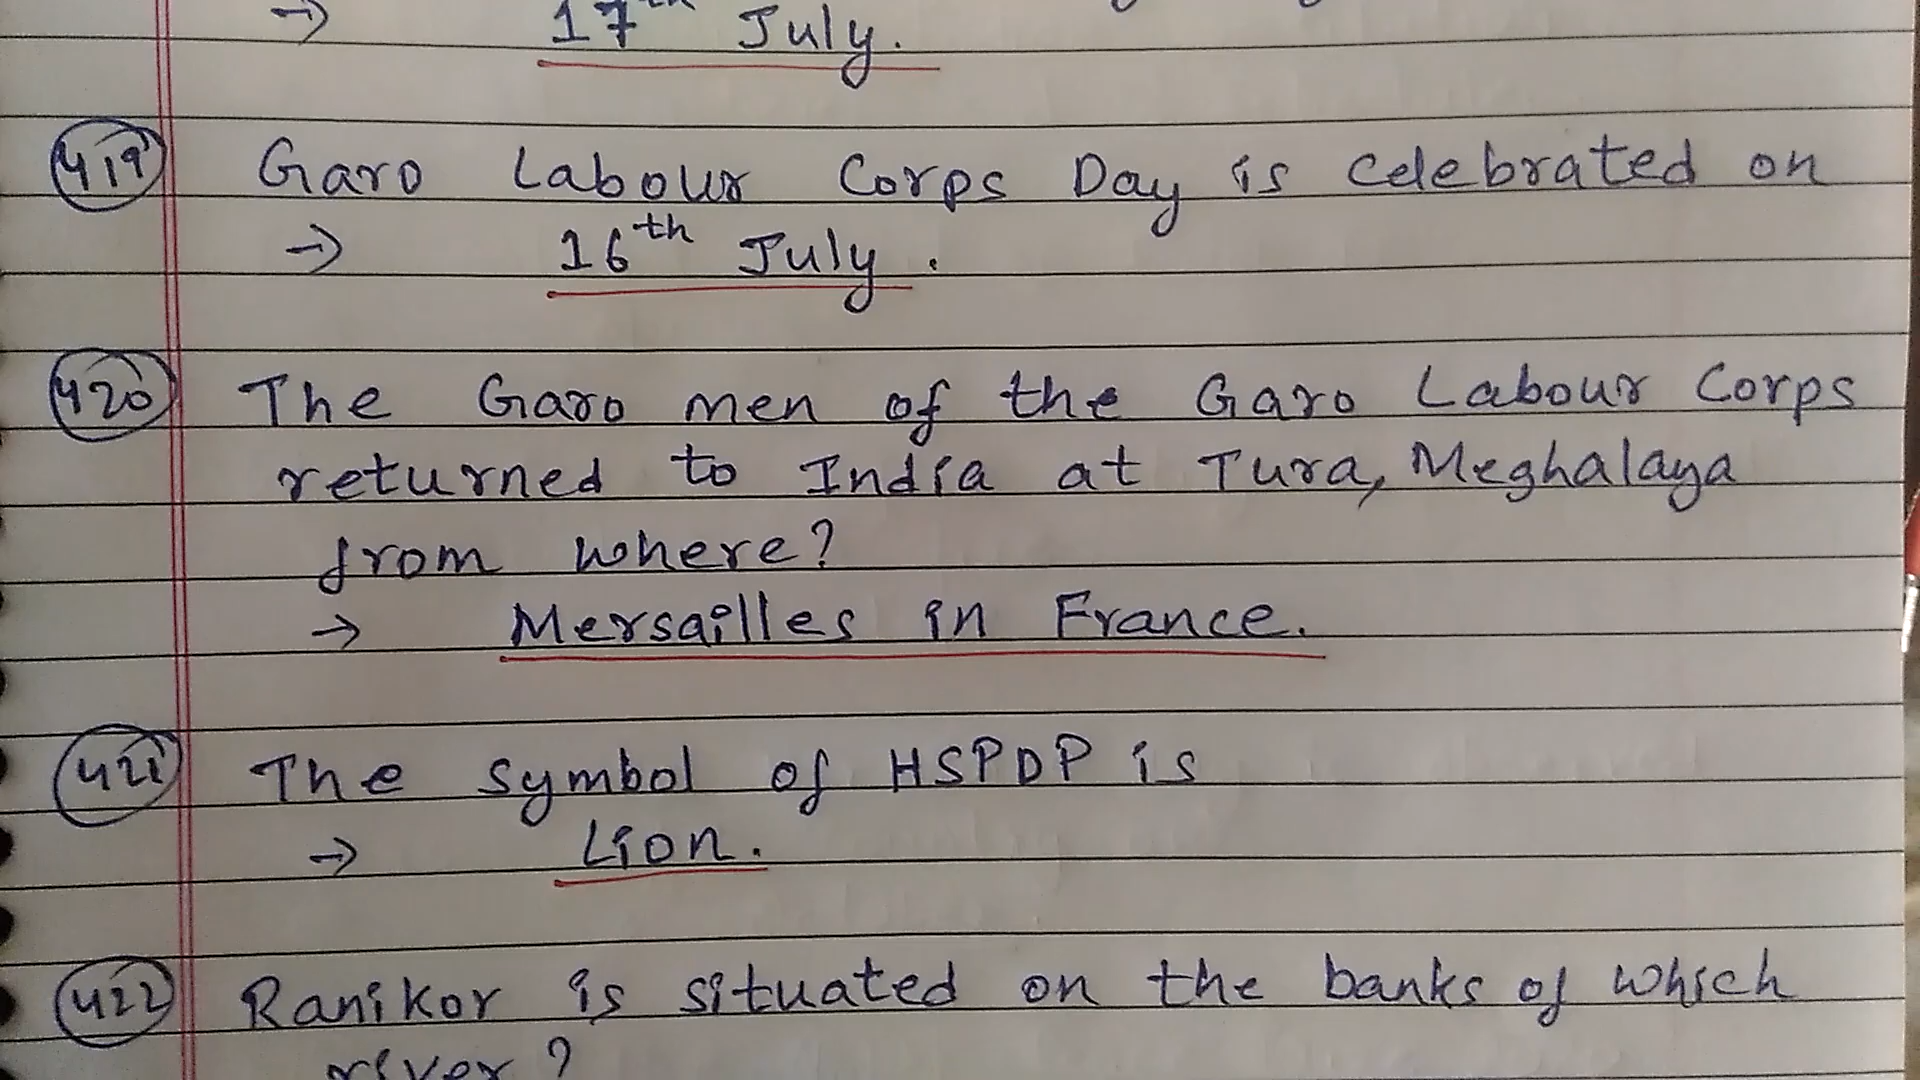 → 17th July.
419 Garo Labour Corps Day is celebrated on
→ 16th July.
420 The Garo men of the Garo Labour Corps
returned to India at Tura, Meghalaya
from where?
→ Mersailles in France.
421 The symbol of HSPDP is
→ Lion.
422 Ranikor is situated on the banks of which
river?